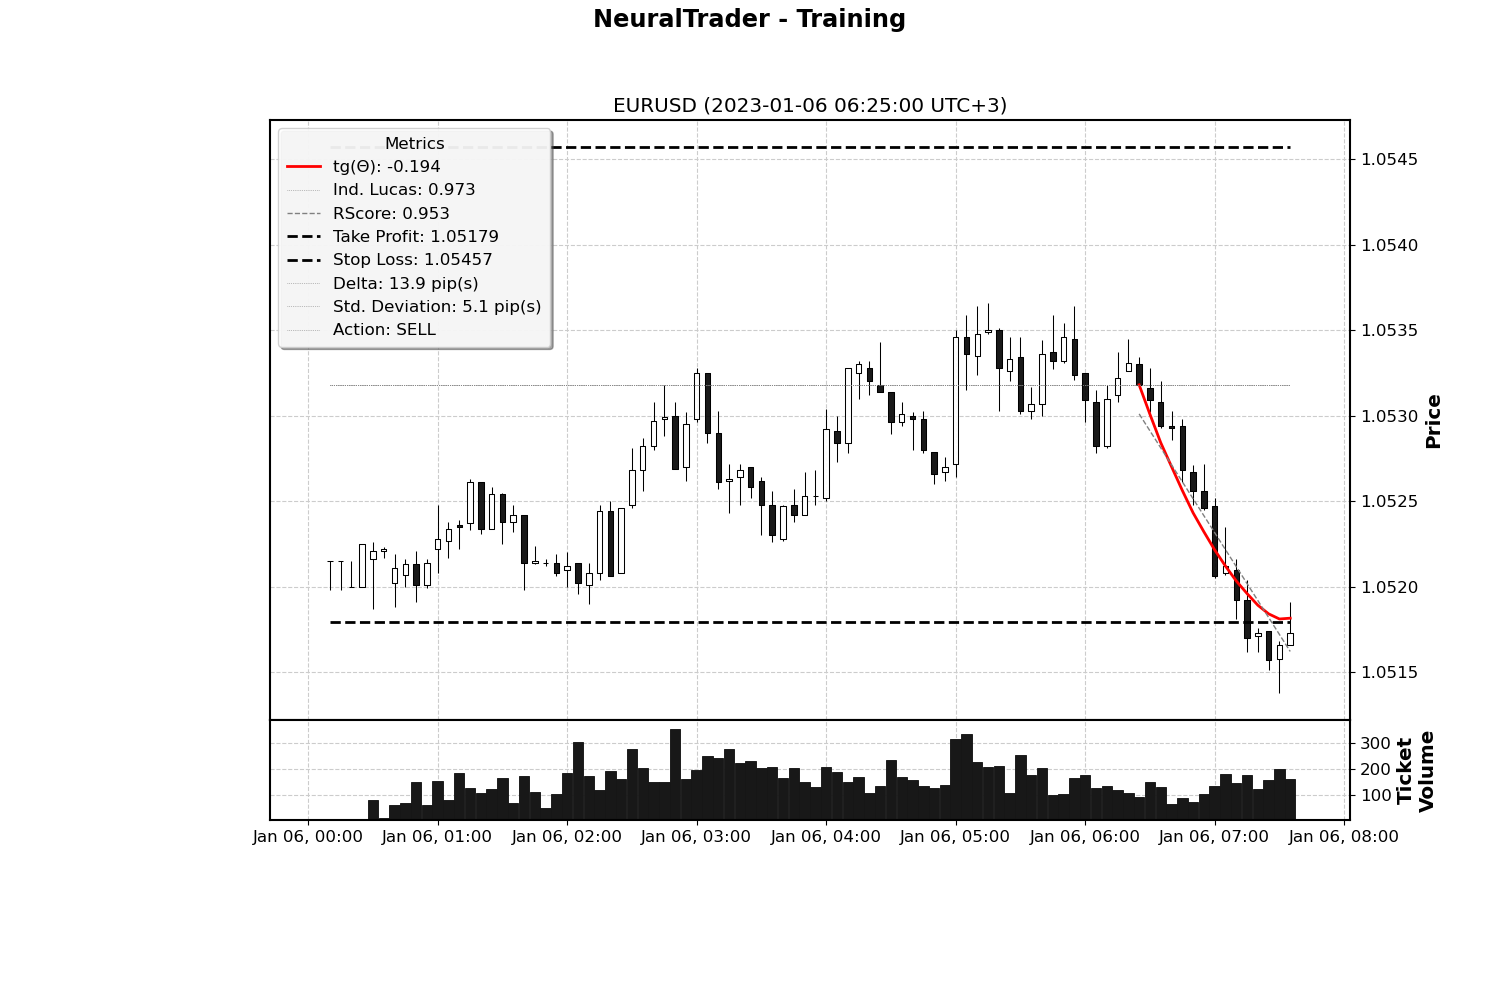 NeuralTrader - Training
EURUSD (2023-01-06 06:25:00 UTC+3)
Metrics
tg(Θ): -0.194
Ind. Lucas: 0.973
RScore: 0.953
Take Profit: 1.05179
Stop Loss: 1.05457
Delta: 13.9 pip(s)
Std. Deviation: 5.1 pip(s)
Action: SELL
1.0545
1.0540
1.0535
1.0530
1.0525
1.0520
1.0515
Price
300
200
100
Ticket
Volume
Jan 06, 00:00
Jan 06, 01:00
Jan 06, 02:00
Jan 06, 03:00
Jan 06, 04:00
Jan 06, 05:00
Jan 06, 06:00
Jan 06, 07:00
Jan 06, 08:00